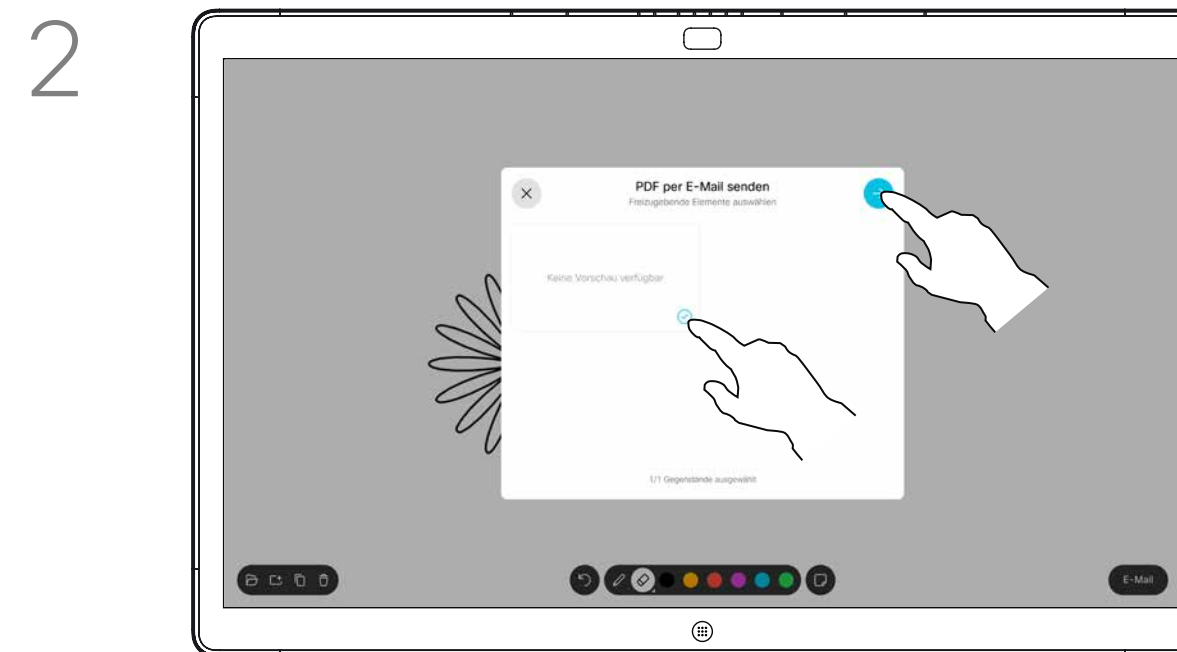 2
PDF per E-Mail senden
Freizugebende Elemente auswählen
Keine Vorschau verfügbar
1/1 Gegenstände ausgewählt
E-Mail